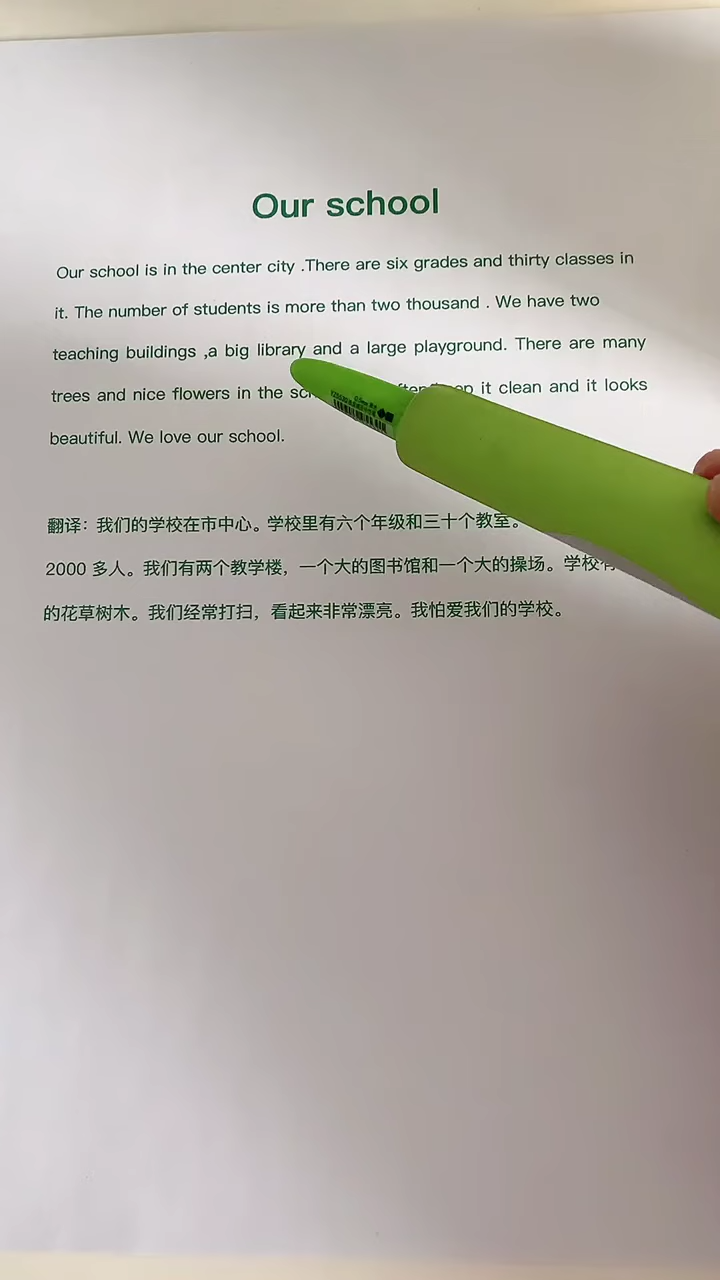 Our school
Our school is in the center city .There are six grades and thirty classes in
it. The number of students is more than two thousand . We have two
teaching buildings ,a big library and a large playground. There are many
trees and nice flowers in the it clean and it looks
beautiful. We love our school.
翻译：我们的学校在市中心。学校里有六个年级和三十个教室。
2000 多人。我们有两个教学楼，一个大的图书馆和一个大的操场。学校有
的花草树木。我们经常打扫，看起来非常漂亮。我怕爱我们的学校。